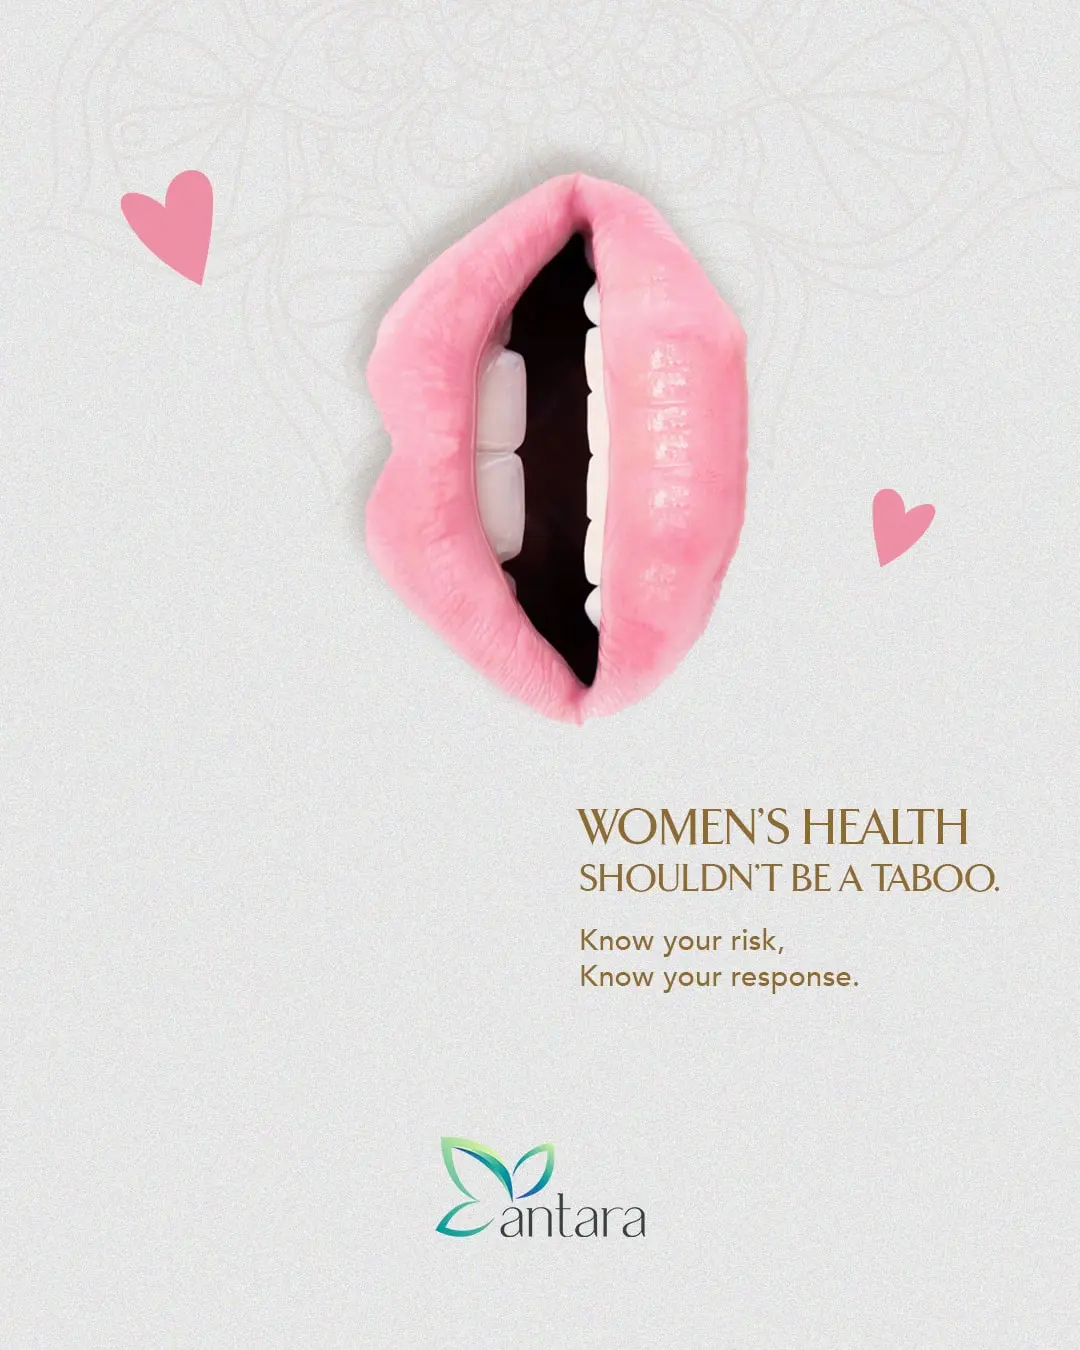 WOMEN'S HEALTH
SHOULDN'T BE A TABOO.
Know your risk,
Know your response.
antara